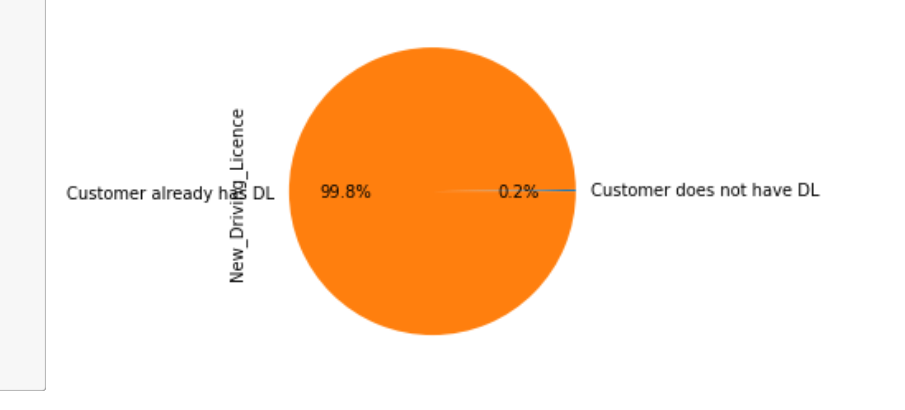 New_Driving_Licence
Customer already has DL
99.8%
0.2%
Customer does not have DL